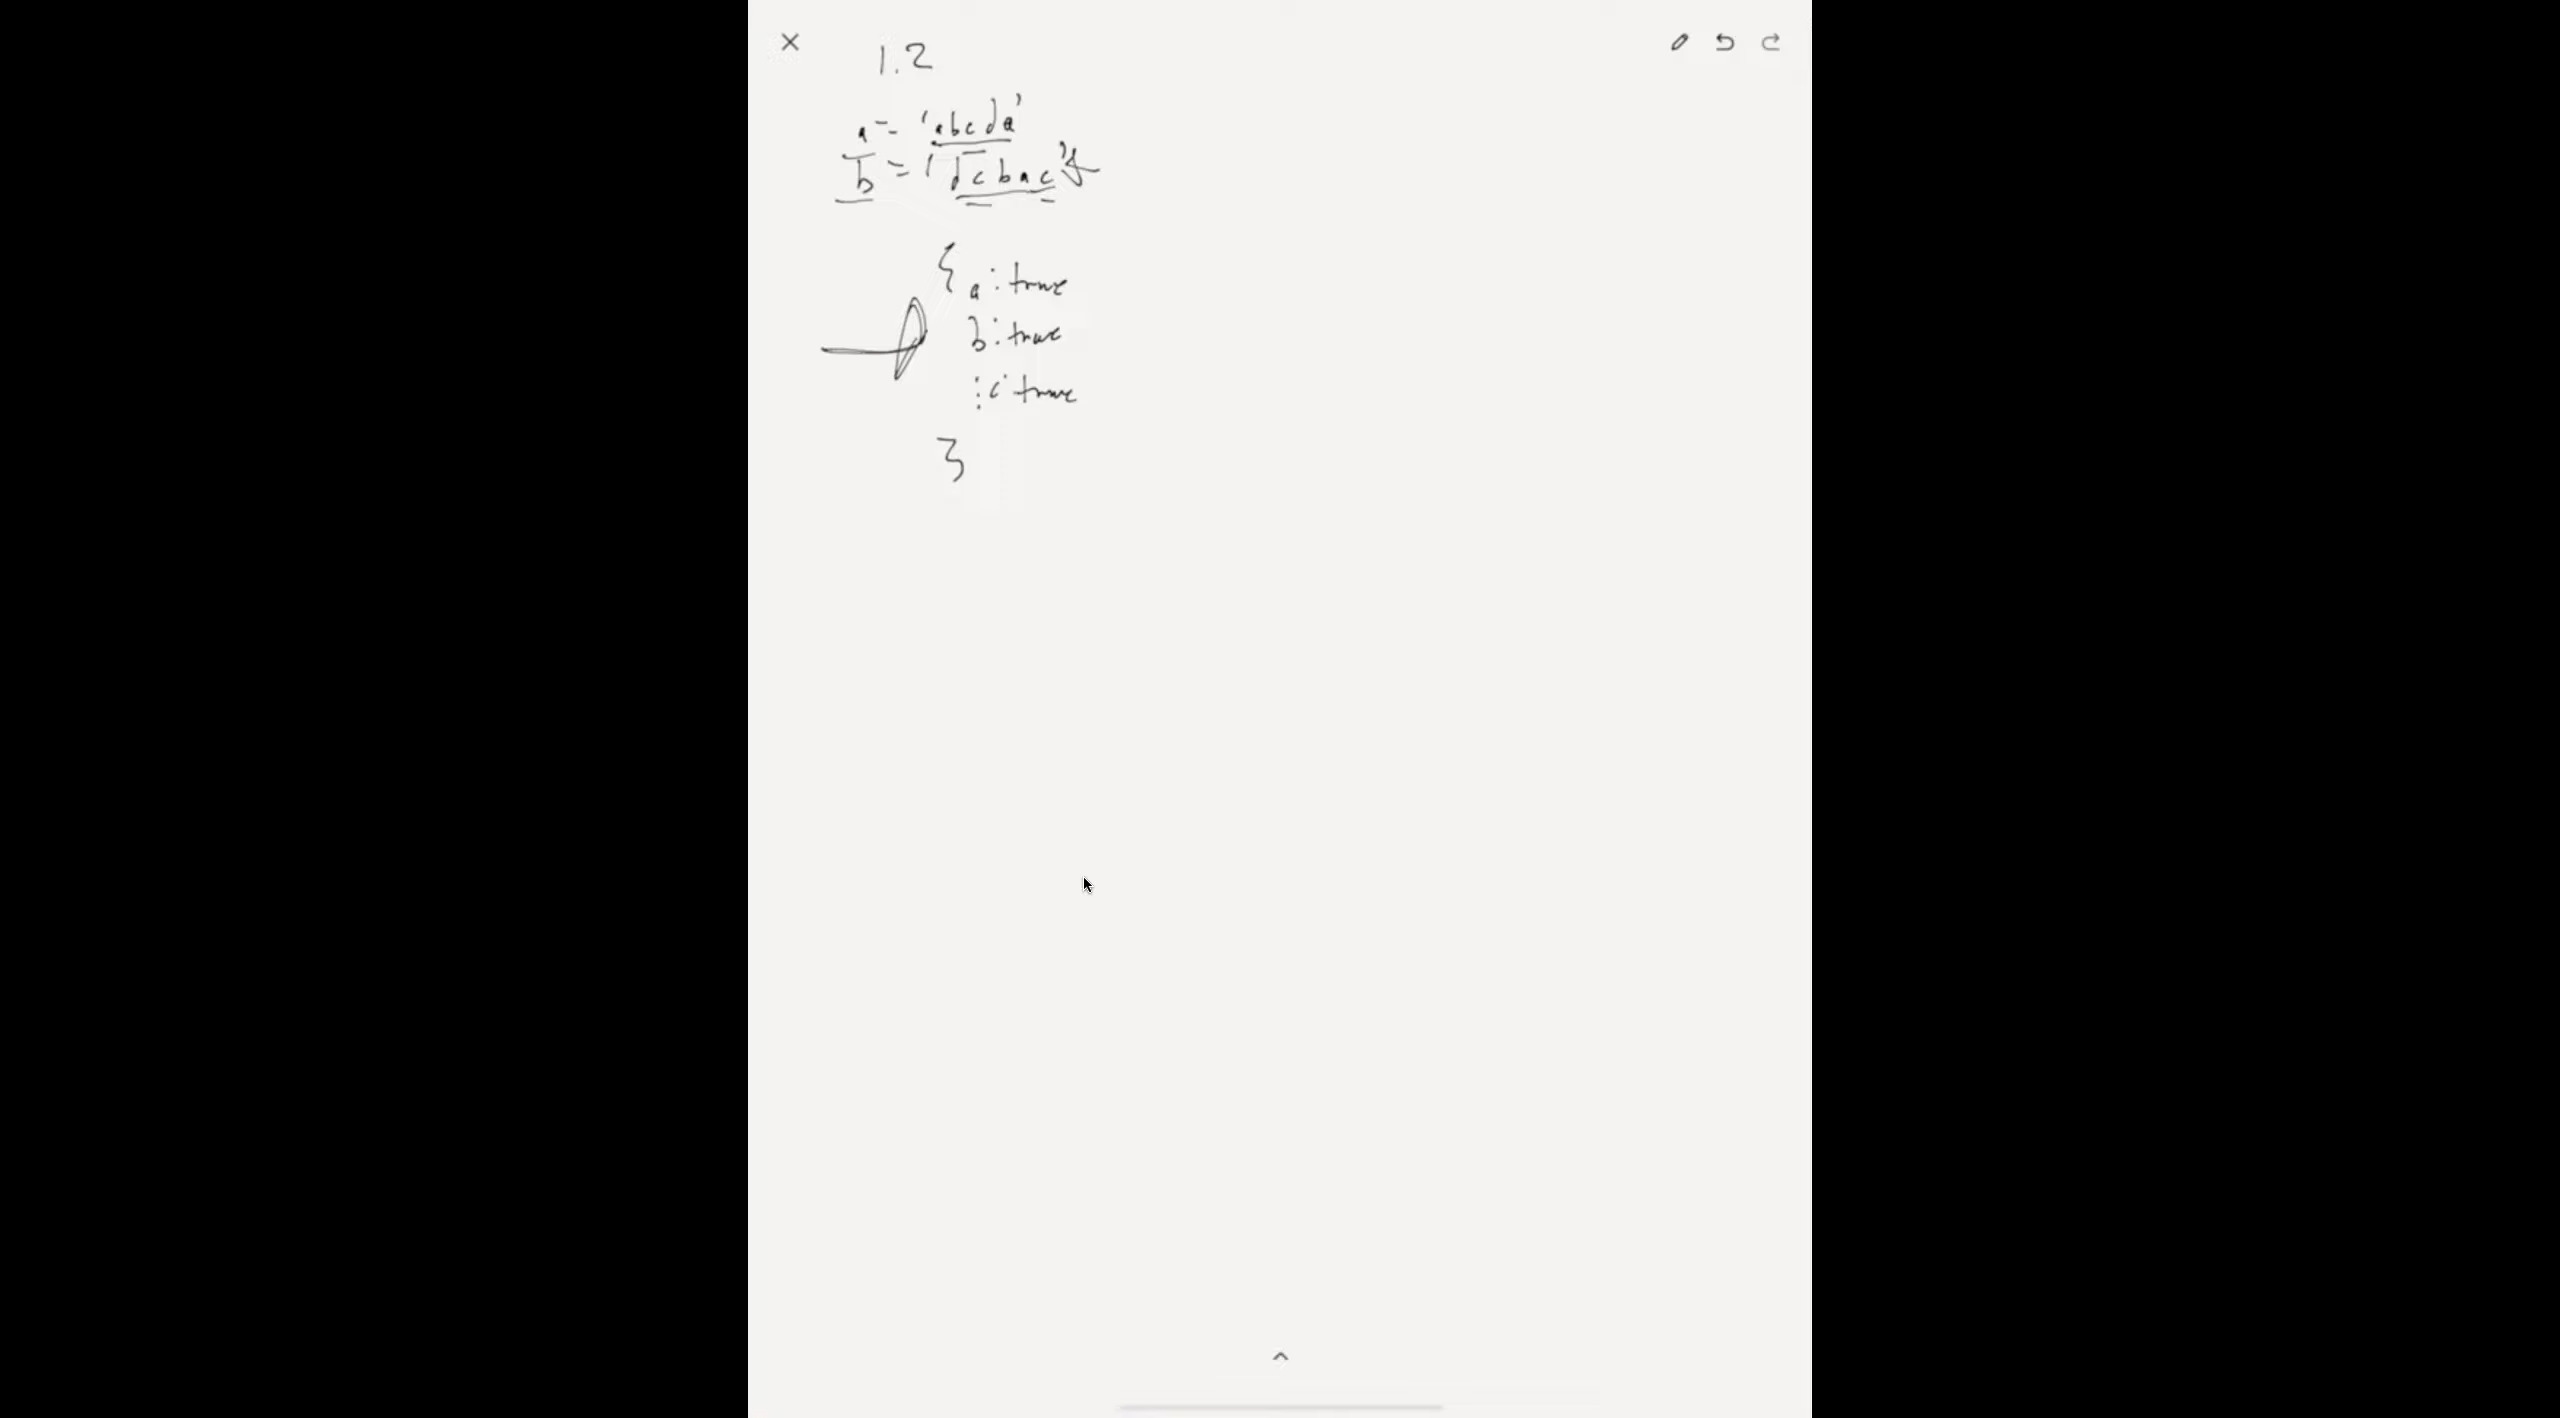 1.2
a = 'abcda'
b = 'dcbac'
{ a : true
b : true
: c : true
}